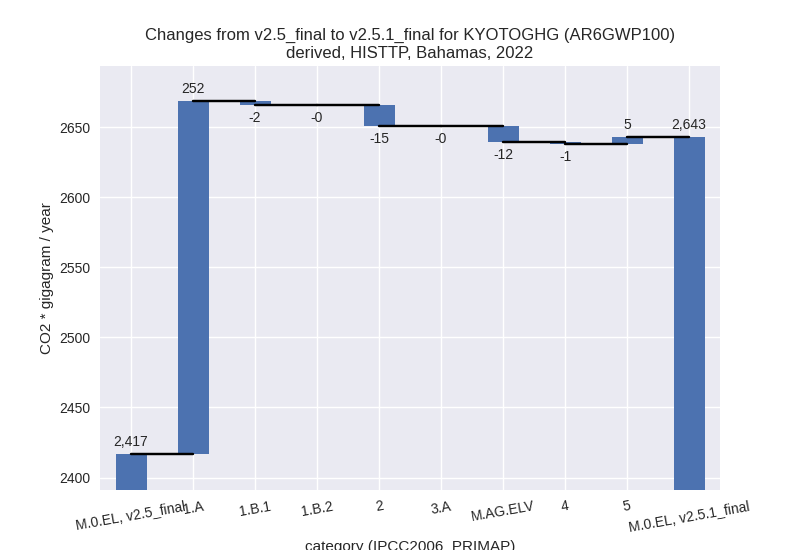 Changes from v2.5_final to v2.5.1_final for KYOTOGHG (AR6GWP100)
derived, HISTTP, Bahamas, 2022
252
2,643
2650
-2
-0
-15
-0
-12
-1
5
2600
2550
CO2 * gigagram / year
2500
2450
2,417
2400
M.0.EL, v2.5_final
1.A
1.B.1
1.B.2
2
3.A
M.AG.ELV
4
5
M.0.EL, v2.5.1_final
category (IPCC2006_PRIMAP)